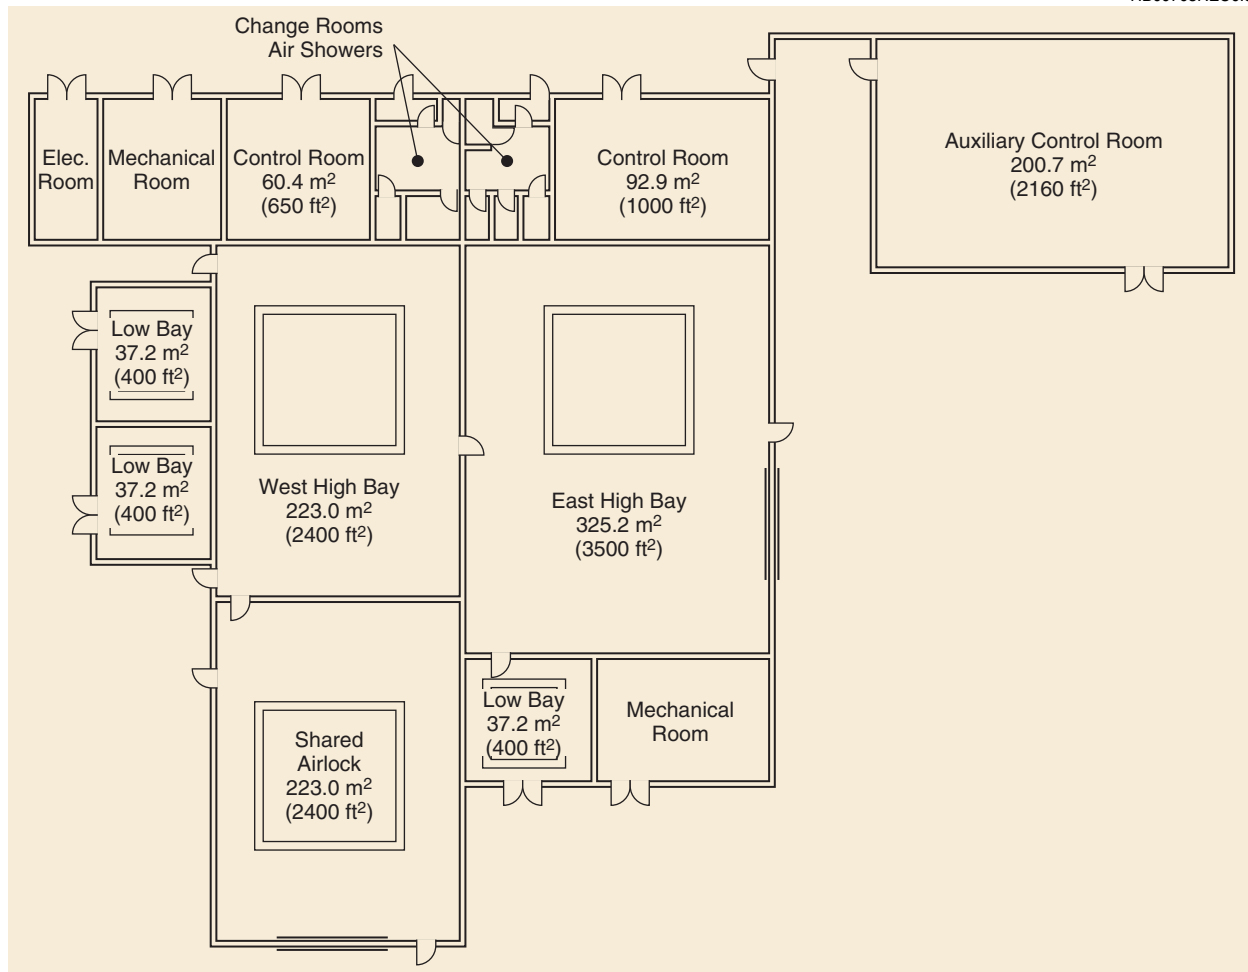 Change Rooms
Air Showers
Elec.
Room
Mechanical
Room
Control Room
60.4 m²
(650 ft²)
Control Room
92.9 m²
(1000 ft²)
Auxiliary Control Room
200.7 m²
(2160 ft²)
Low Bay
37.2 m²
(400 ft²)
Low Bay
37.2 m²
(400 ft²)
West High Bay
223.0 m²
(2400 ft²)
East High Bay
325.2 m²
(3500 ft²)
Shared
Airlock
223.0 m²
(2400 ft²)
Low Bay
37.2 m²
(400 ft²)
Mechanical
Room